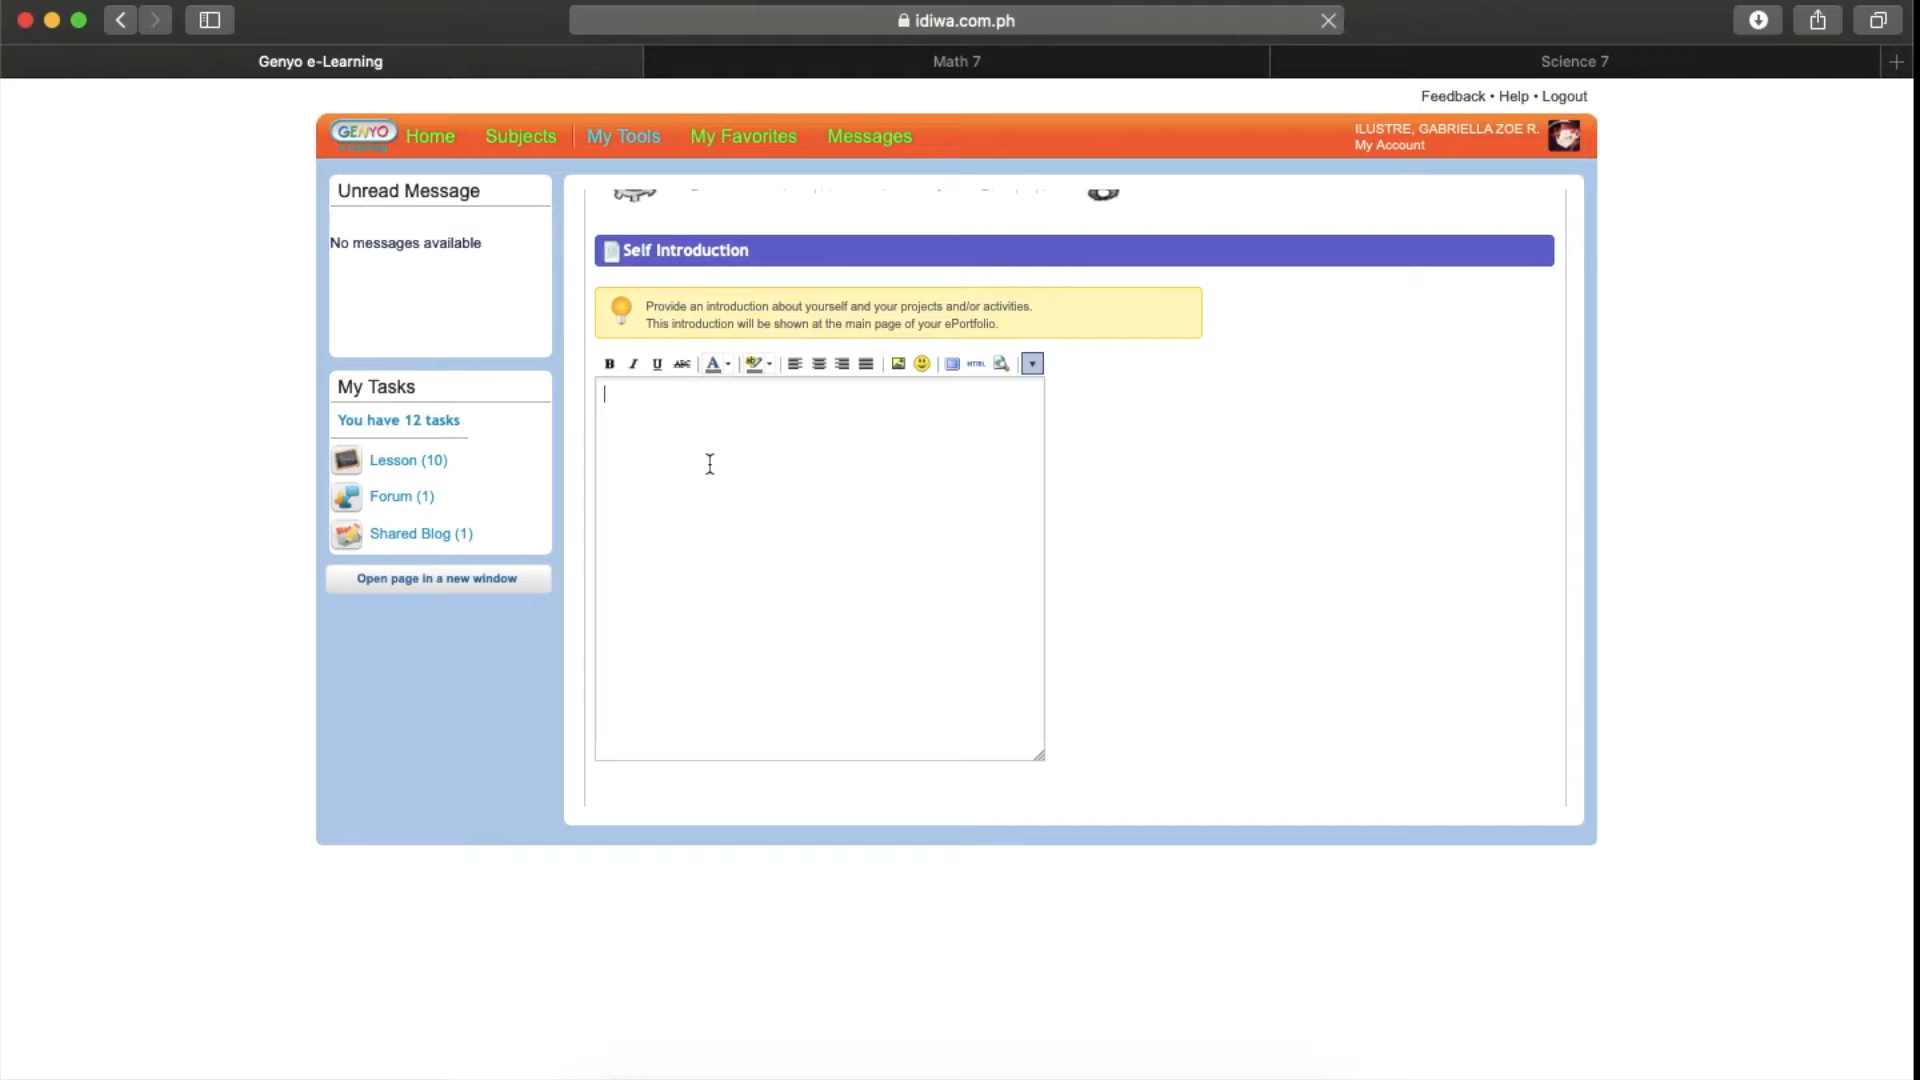 idiwa.com.ph
Genyo e-Learning
Math 7
Science 7
Feedback • Help • Logout
GENYO
Home
Subjects
My Tools
My Favorites
Messages
ILUSTRE, GABRIELLA ZOE R.
My Account
Unread Message
No messages available
My Tasks
You have 12 tasks
Lesson (10)
Forum (1)
Shared Blog (1)
Open page in a new window
Self Introduction
Provide an introduction about yourself and your projects and/or activities.
This introduction will be shown at the main page of your ePortfolio.
B I U ABC A ab HTML